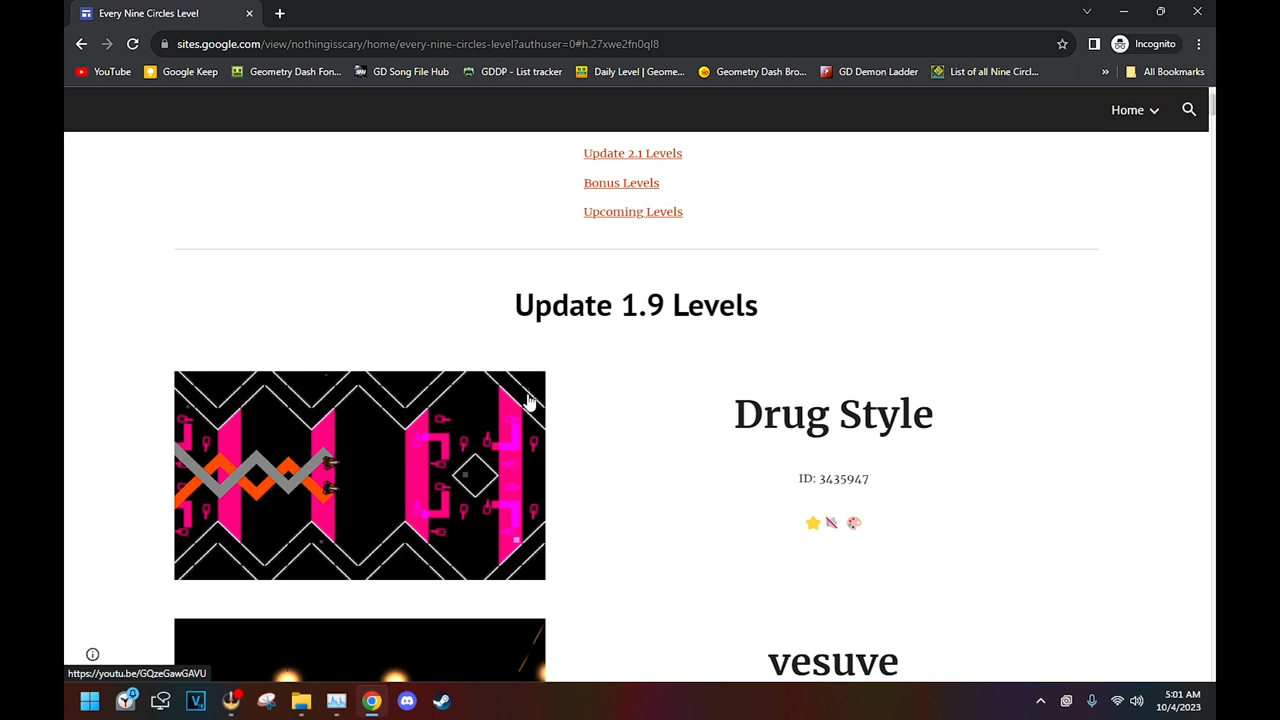 Every Nine Circles Level
sites.google.com/view/nothingisscary/home/every-nine-circles-level?authuser=0#h.27xwe2fn0ql8
Incognito
YouTube
Google Keep
Geometry Dash Fon...
GD Song File Hub
GDDP - List tracker
Daily Level | Geome...
Geometry Dash Bro...
GD Demon Ladder
List of all Nine Circl...
»
All Bookmarks
Home
Update 2.1 Levels
Bonus Levels
Upcoming Levels
Update 1.9 Levels
Drug Style
ID: 3435947
vesuve
https://youtu.be/GQzeGawGAVU
5:01 AM
10/4/2023